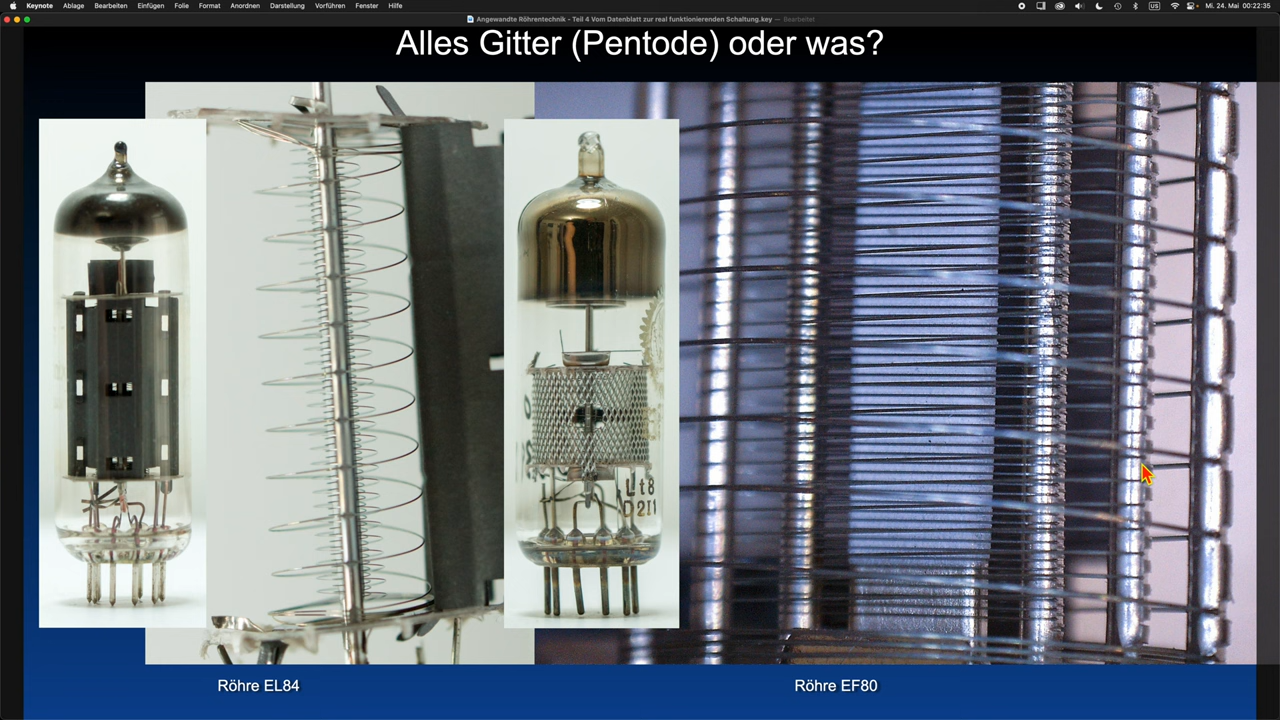 Keynote Ablage Bearbeiten Einfügen Folie Format Anordnen Darstellung Vorführen Fenster Hilfe US Mi. 24. Mai 00:22:35
Angewandte Röhrentechnik - Teil 4 Vom Datenblatt zur real funktionierenden Schaltung.key — Bearbeitet
Alles Gitter (Pentode) oder was?
Lt8
Röhre EL84
Röhre EF80